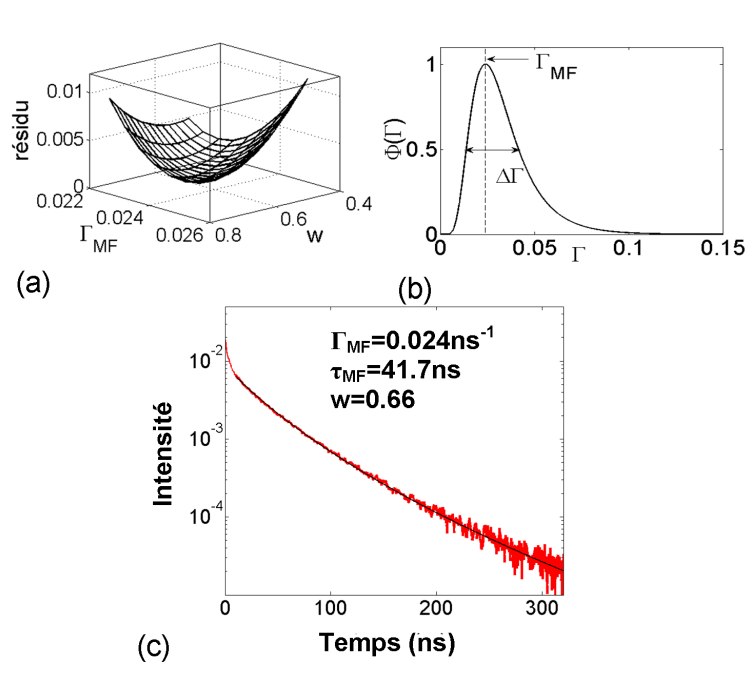 résidu
0.01
0.005
0
0.022
0.024
0.026
Γ_MF
0.8
0.6
0.4
w
(a)
Φ(Γ)
1
0.5
0
Γ_MF
ΔΓ
0 0.05 0.1 0.15
Γ
(b)
Γ_MF=0.024ns⁻¹
τ_MF=41.7ns
w=0.66
Intensité
10⁻²
10⁻³
10⁻⁴
0 100 200 300
Temps (ns)
(c)